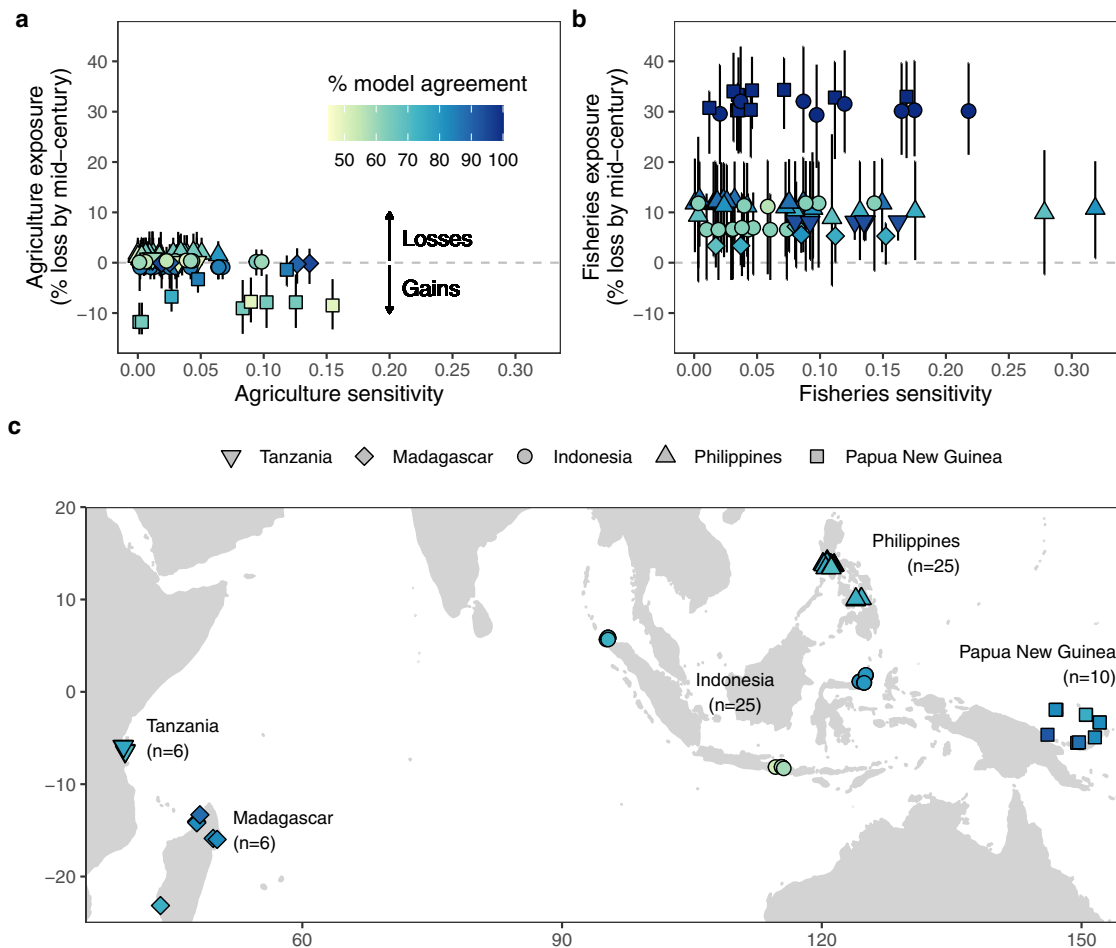 a
Agriculture exposure
(% loss by mid−century)
40
30
20
10
0
−10
% model agreement
50 60 70 80 90 100
Losses
Gains
0.00 0.05 0.10 0.15 0.20 0.25 0.30
Agriculture sensitivity
b
Fisheries exposure
(% loss by mid−century)
40
30
20
10
0
−10
0.00 0.05 0.10 0.15 0.20 0.25 0.30
Fisheries sensitivity
c
Tanzania Madagascar Indonesia Philippines Papua New Guinea
20
10
0
−10
−20
Philippines
(n=25)
Papua New Guinea
(n=10)
Indonesia
(n=25)
Tanzania
(n=6)
Madagascar
(n=6)
60 90 120 150